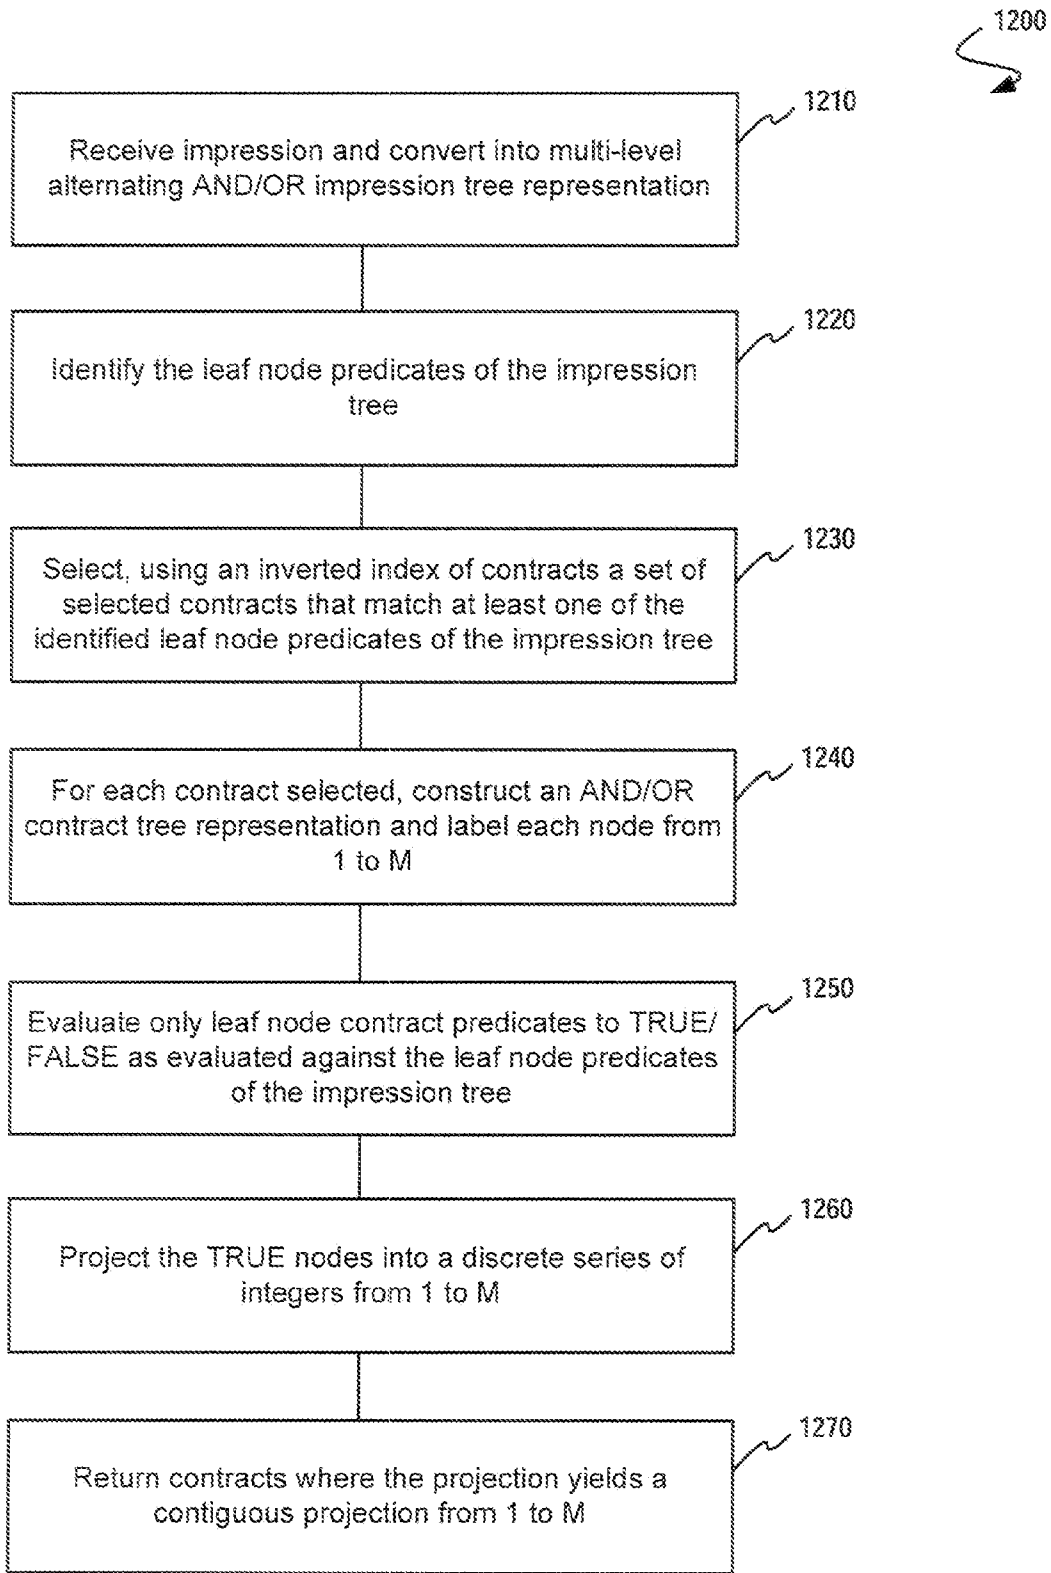 1200
1210
Receive impression and convert into multi-level
alternating AND/OR impression tree representation
1220
Identify the leaf node predicates of the impression
tree
1230
Select, using an inverted index of contracts a set of
selected contracts that match at least one of the
identified leaf node predicates of the impression tree
1240
For each contract selected, construct an AND/OR
contract tree representation and label each node from
1 to M
1250
Evaluate only leaf node contract predicates to TRUE/
FALSE as evaluated against the leaf node predicates
of the impression tree
1260
Project the TRUE nodes into a discrete series of
integers from 1 to M
1270
Return contracts where the projection yields a
contiguous projection from 1 to M